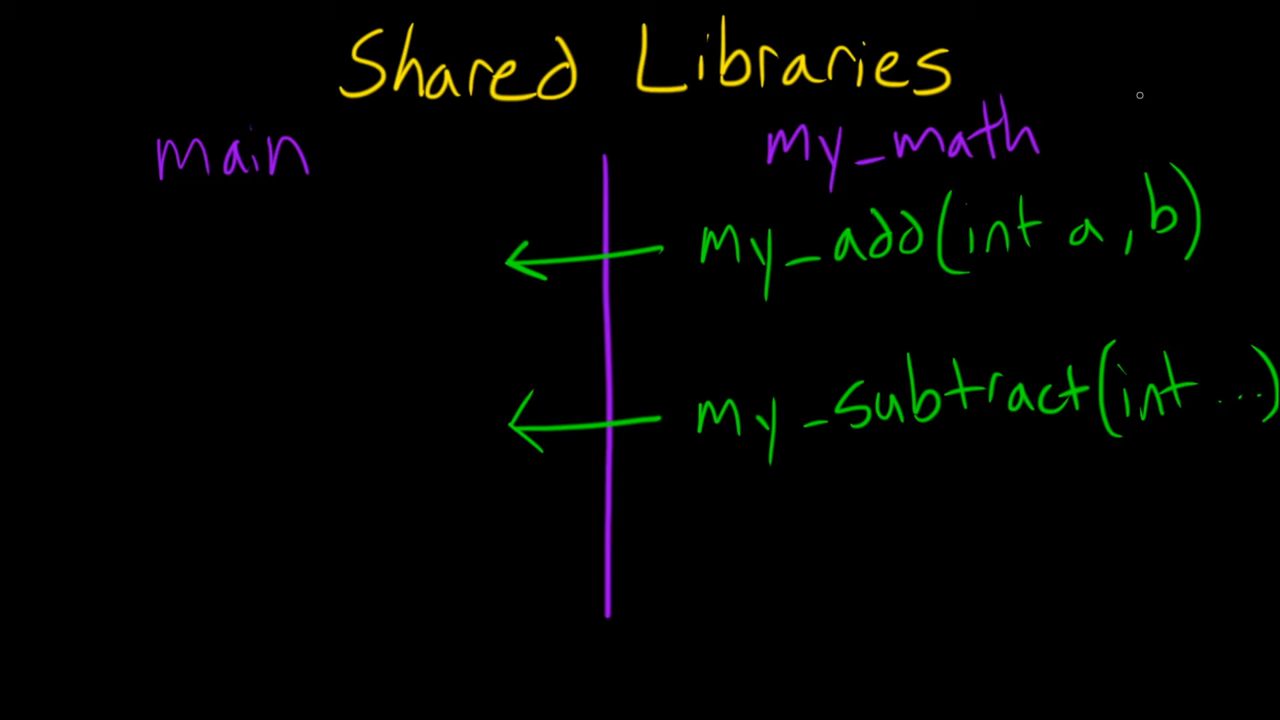 Shared Libraries
main
my_math
my_add(int a, b)
my_subtract(int ...)